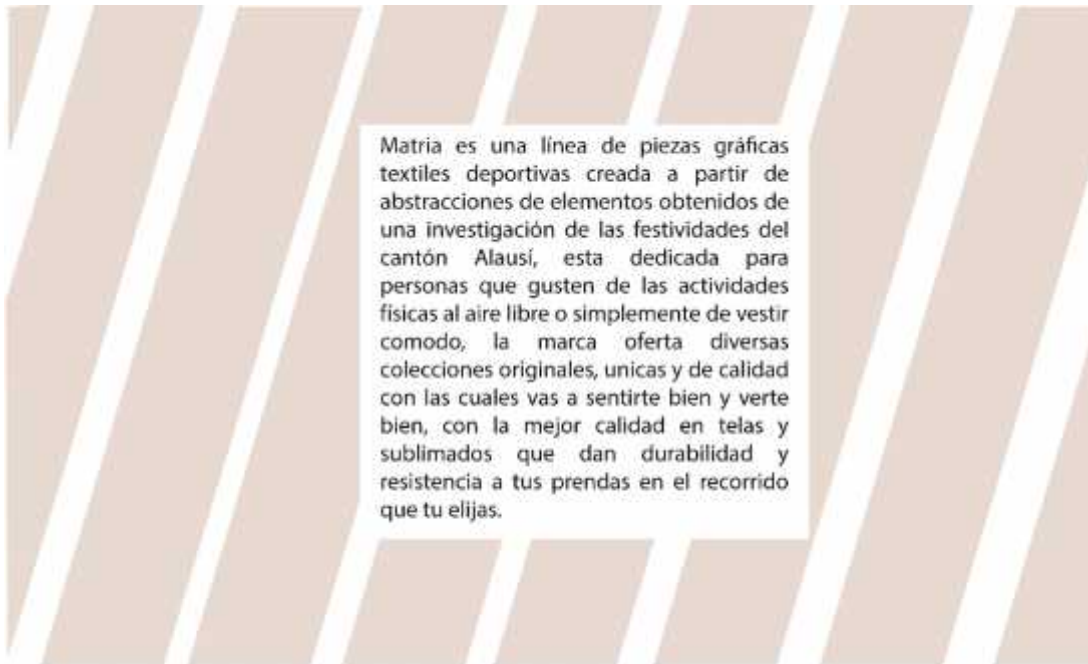 Matria es una línea de piezas gráficas
textiles deportivas creada a partir de
abstracciones de elementos obtenidos de
una investigación de las festividades del
cantón Alausí, esta dedicada para
personas que gusten de las actividades
físicas al aire libre o simplemente de vestir
comodo, la marca oferta diversas
colecciones originales, unicas y de calidad
con las cuales vas a sentirte bien y verte
bien, con la mejor calidad en telas y
sublimados que dan durabilidad y
resistencia a tus prendas en el recorrido
que tu elijas.